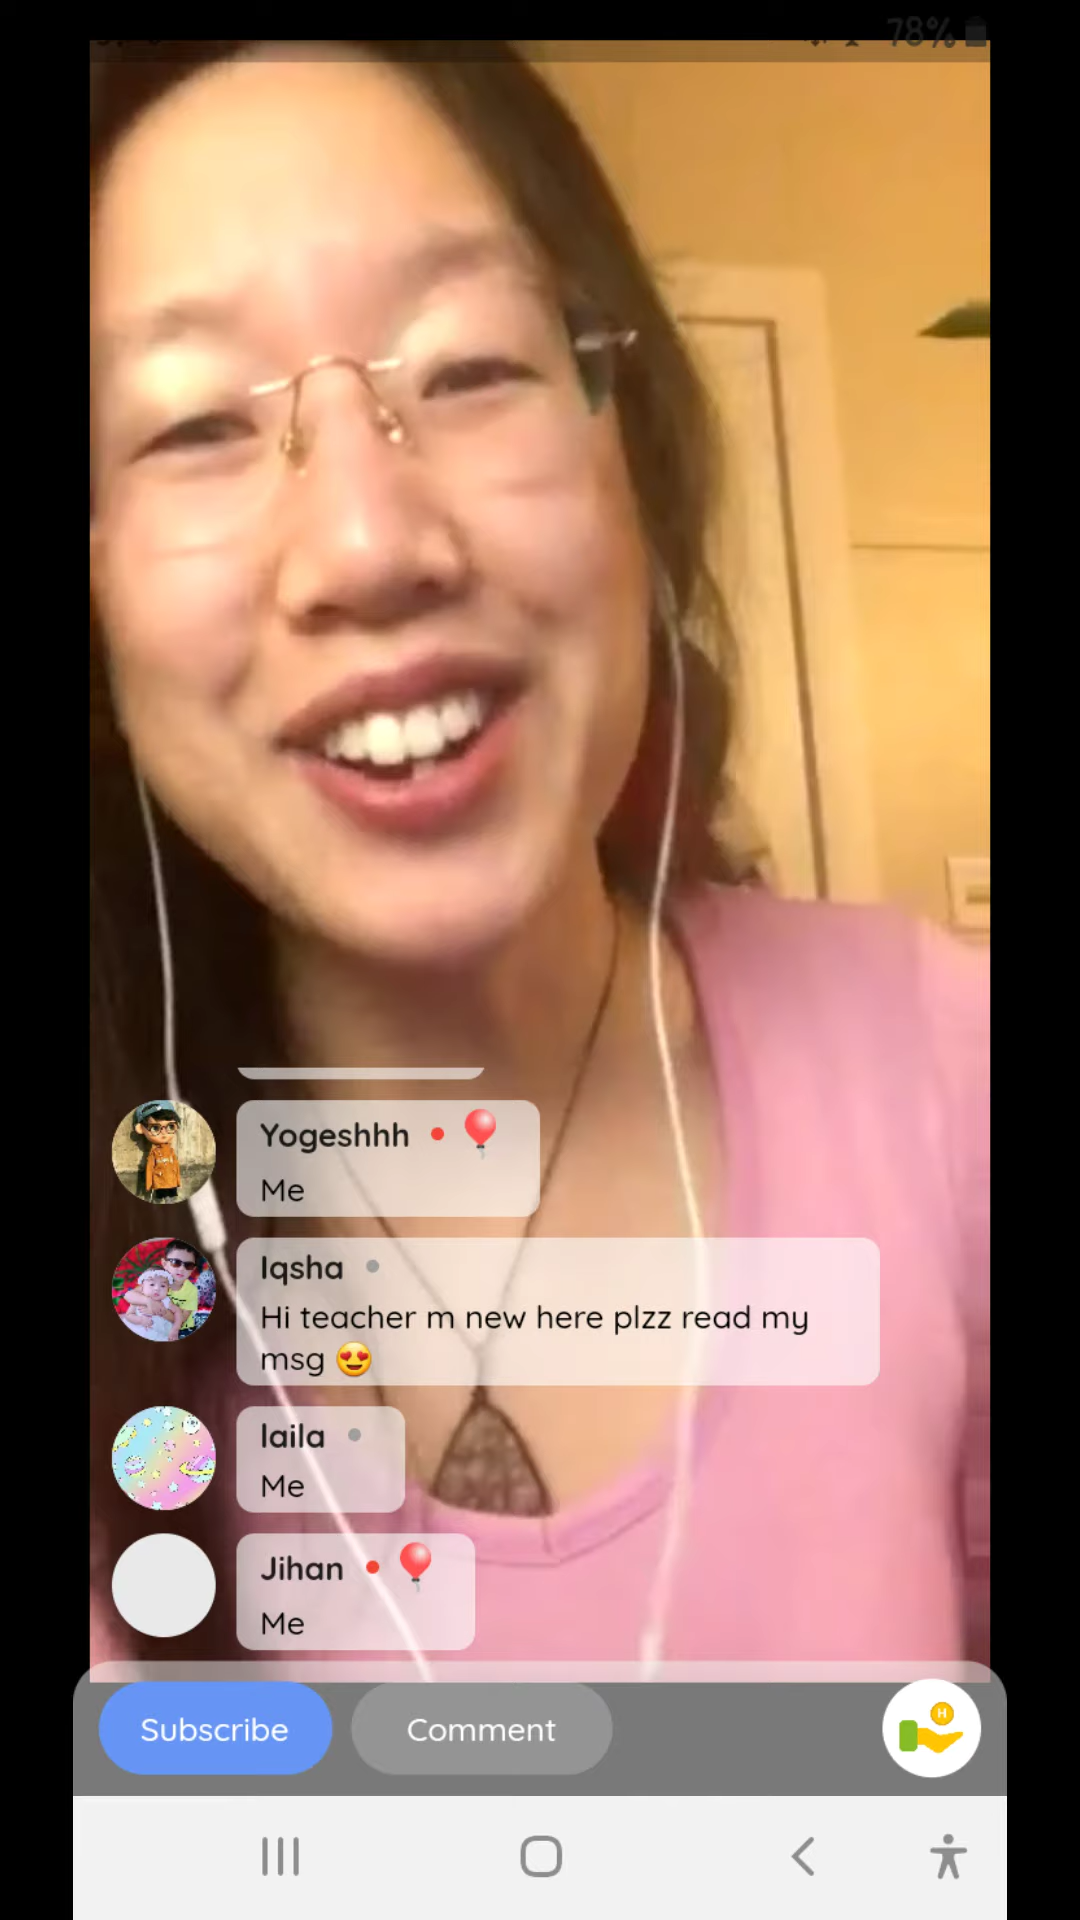 78%
Yogeshhh
Me
Iqsha
Hi teacher m new here plzz read my
msg 😍
laila
Me
Jihan
Me
Subscribe
Comment
H